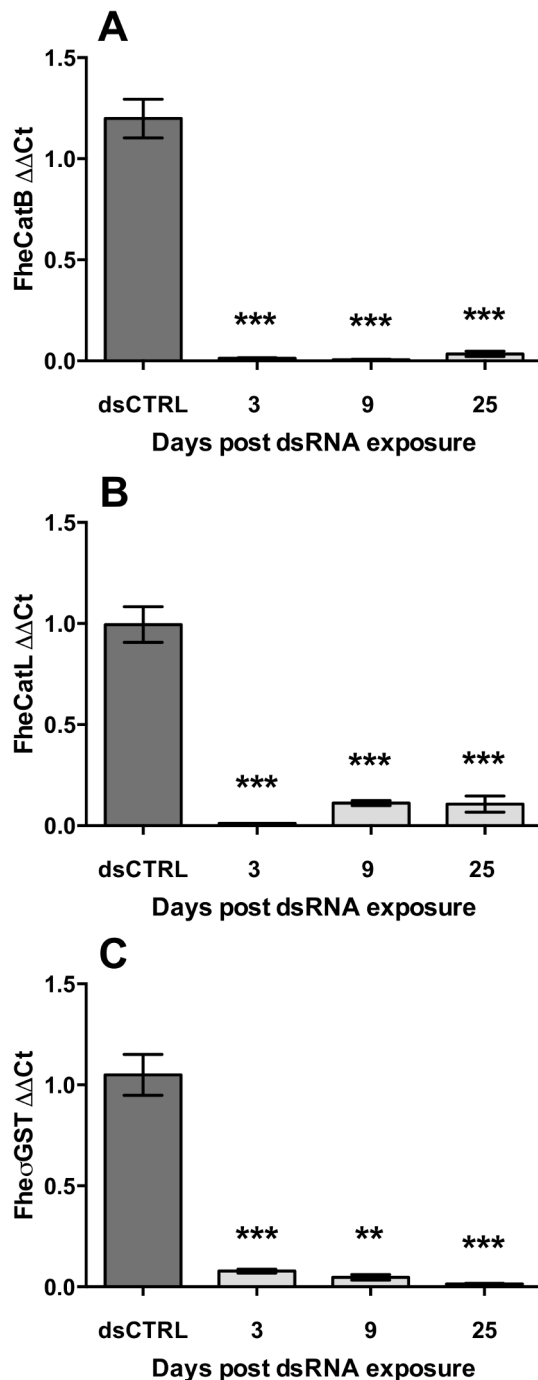 A
FheCatB ΔΔCt
1.5
1.0
0.5
0.0
*** *** ***
dsCTRL 3 9 25
Days post dsRNA exposure
B
FheCatL ΔΔCt
1.5
1.0
0.5
0.0
*** *** ***
dsCTRL 3 9 25
Days post dsRNA exposure
C
FheσGST ΔΔCt
1.5
1.0
0.5
0.0
*** ** ***
dsCTRL 3 9 25
Days post dsRNA exposure